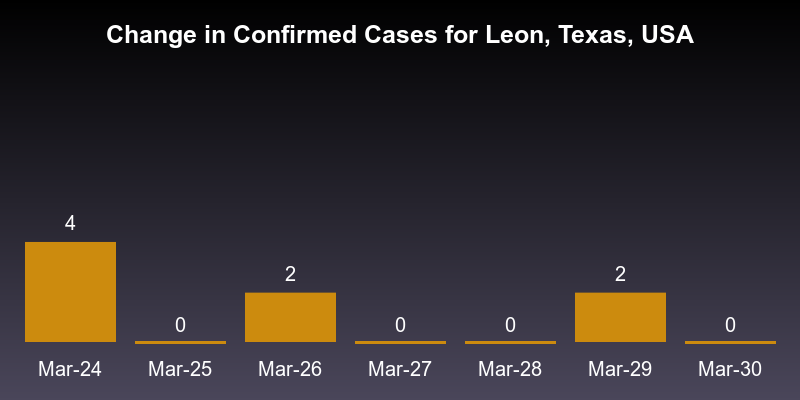 Change in Confirmed Cases for Leon, Texas, USA
4
0
2
0
0
2
0
Mar-24
Mar-25
Mar-26
Mar-27
Mar-28
Mar-29
Mar-30